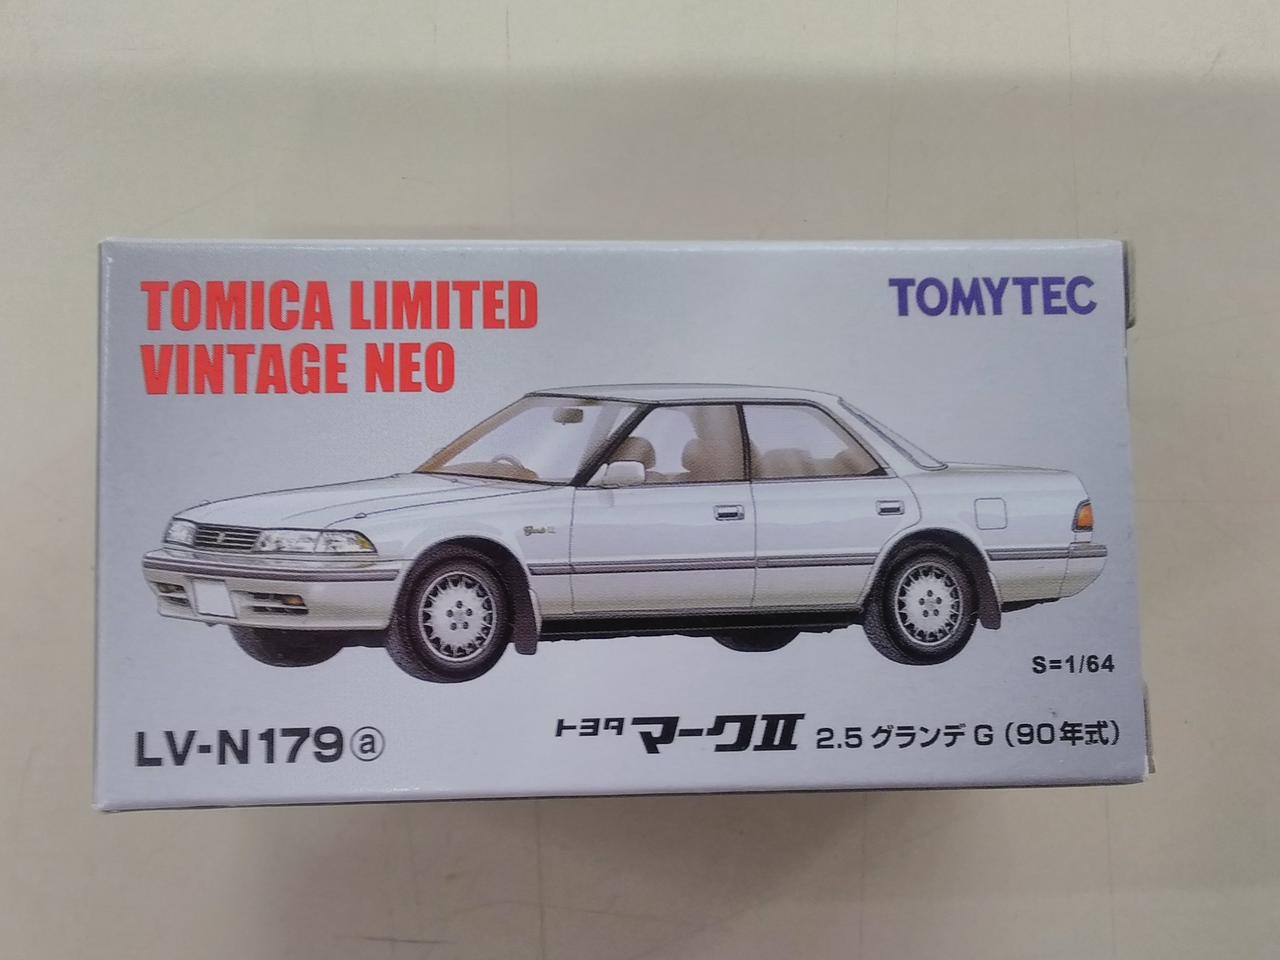 TOMICA LIMITED
VINTAGE NEO
TOMYTEC
S=1/64
LV-N179ⓐ
トヨタ マークⅡ 2.5 グランデ G (90年式)